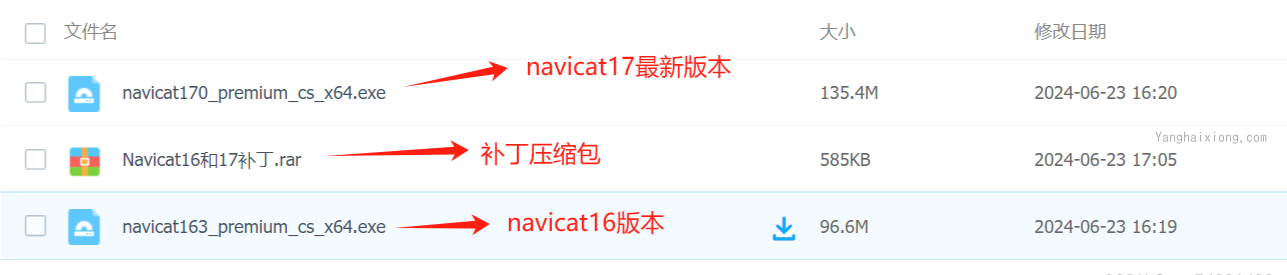 文件名 大小 修改日期
navicat17最新版本
navicat170_premium_cs_x64.exe 135.4M 2024-06-23 16:20
Yanghaixiong.com
补丁压缩包
Navicat16和17补丁.rar 585KB 2024-06-23 17:05
navicat16版本
navicat163_premium_cs_x64.exe 96.6M 2024-06-23 16:19